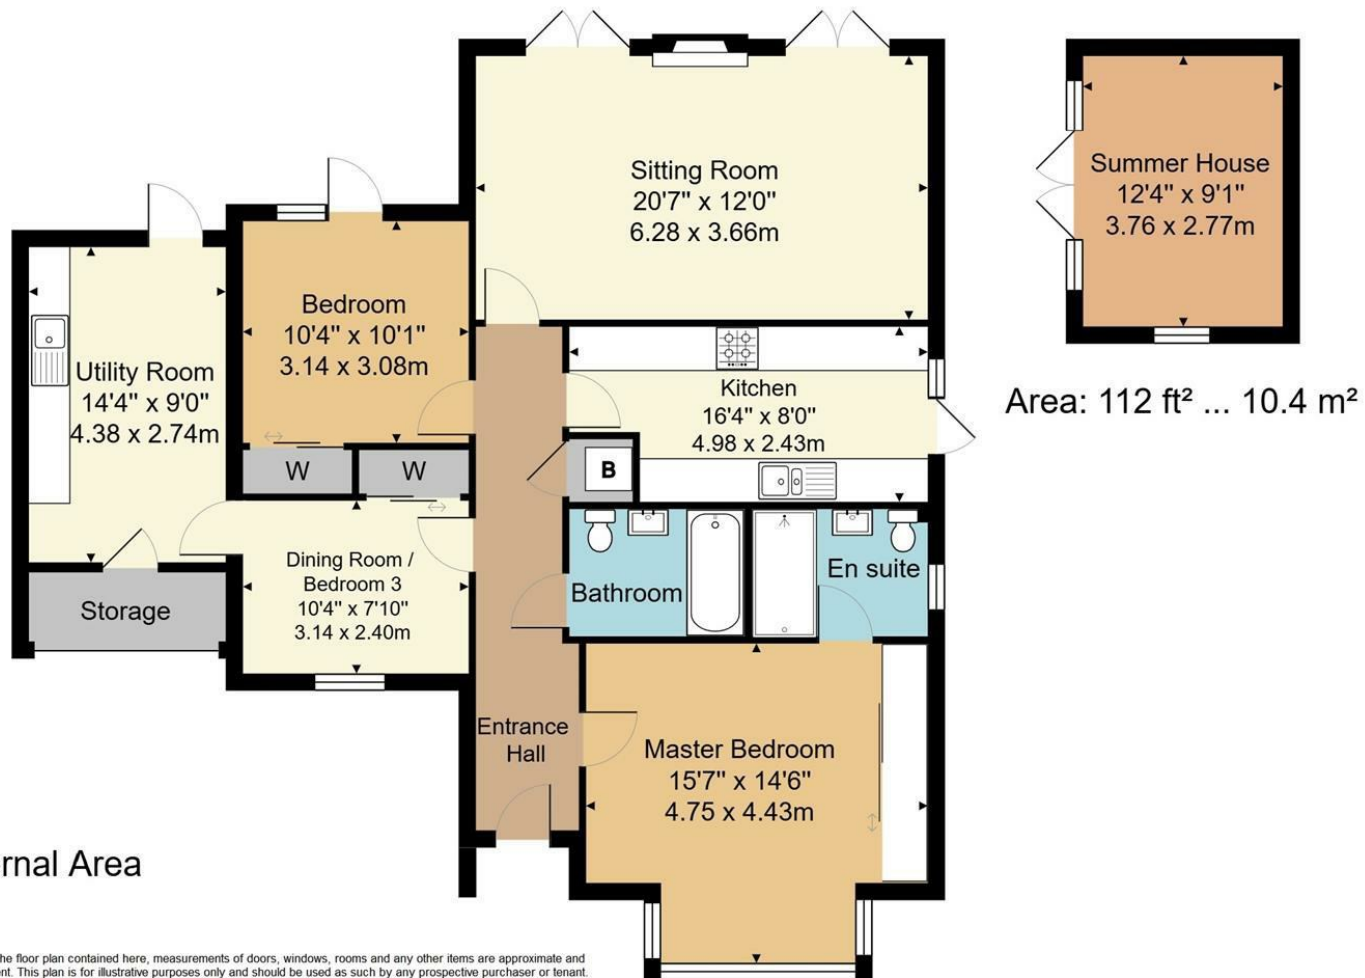 Sitting Room
20'7" x 12'0"
6.28 x 3.66m
Summer House
12'4" x 9'1"
3.76 x 2.77m
Area: 112 ft² ... 10.4 m²
Bedroom
10'4" x 10'1"
3.14 x 3.08m
Utility Room
14'4" x 9'0"
4.38 x 2.74m
Kitchen
16'4" x 8'0"
4.98 x 2.43m
W
W
B
Dining Room /
Bedroom 3
10'4" x 7'10"
3.14 x 2.40m
Storage
Bathroom
En suite
Entrance
Hall
Master Bedroom
15'7" x 14'6"
4.75 x 4.43m
rnal Area
he floor plan contained here, measurements of doors, windows, rooms and any other items are approximate and
ent. This plan is for illustrative purposes only and should be used as such by any prospective purchaser or tenant.